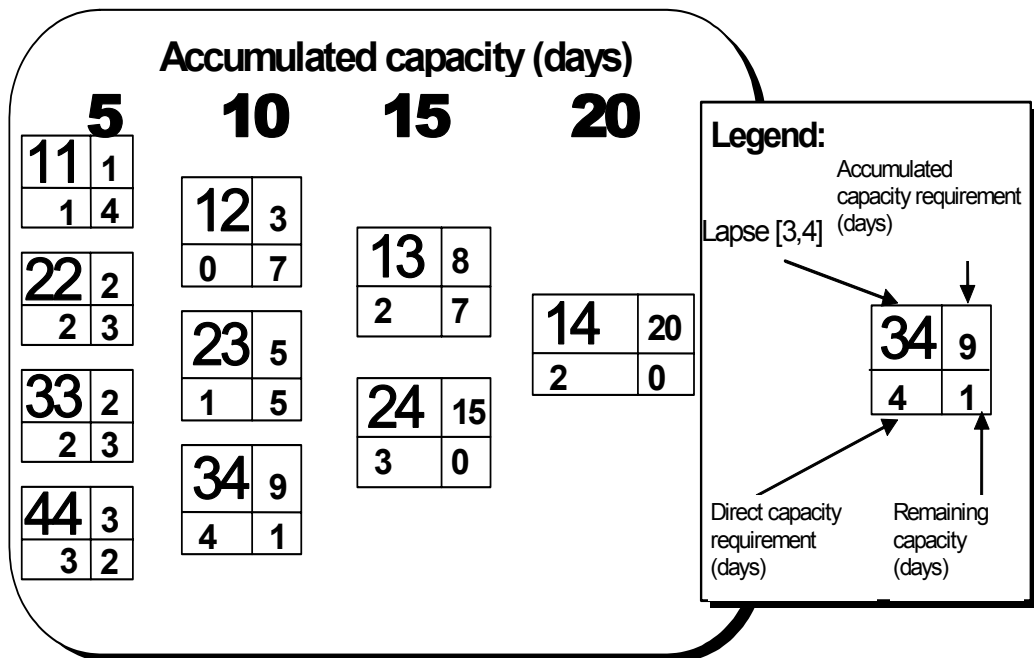 Accumulated capacity (days)
5 10 15 20
11 1
1 4
22 2
2 3
33 2
2 3
44 3
3 2
12 3
0 7
23 5
1 5
34 9
4 1
13 8
2 7
24 15
3 0
14 20
2 0
Legend:
Accumulated
capacity requirement
(days)
Lapse [3,4]
34 9
4 1
Direct capacity
requirement
(days)
Remaining
capacity
(days)